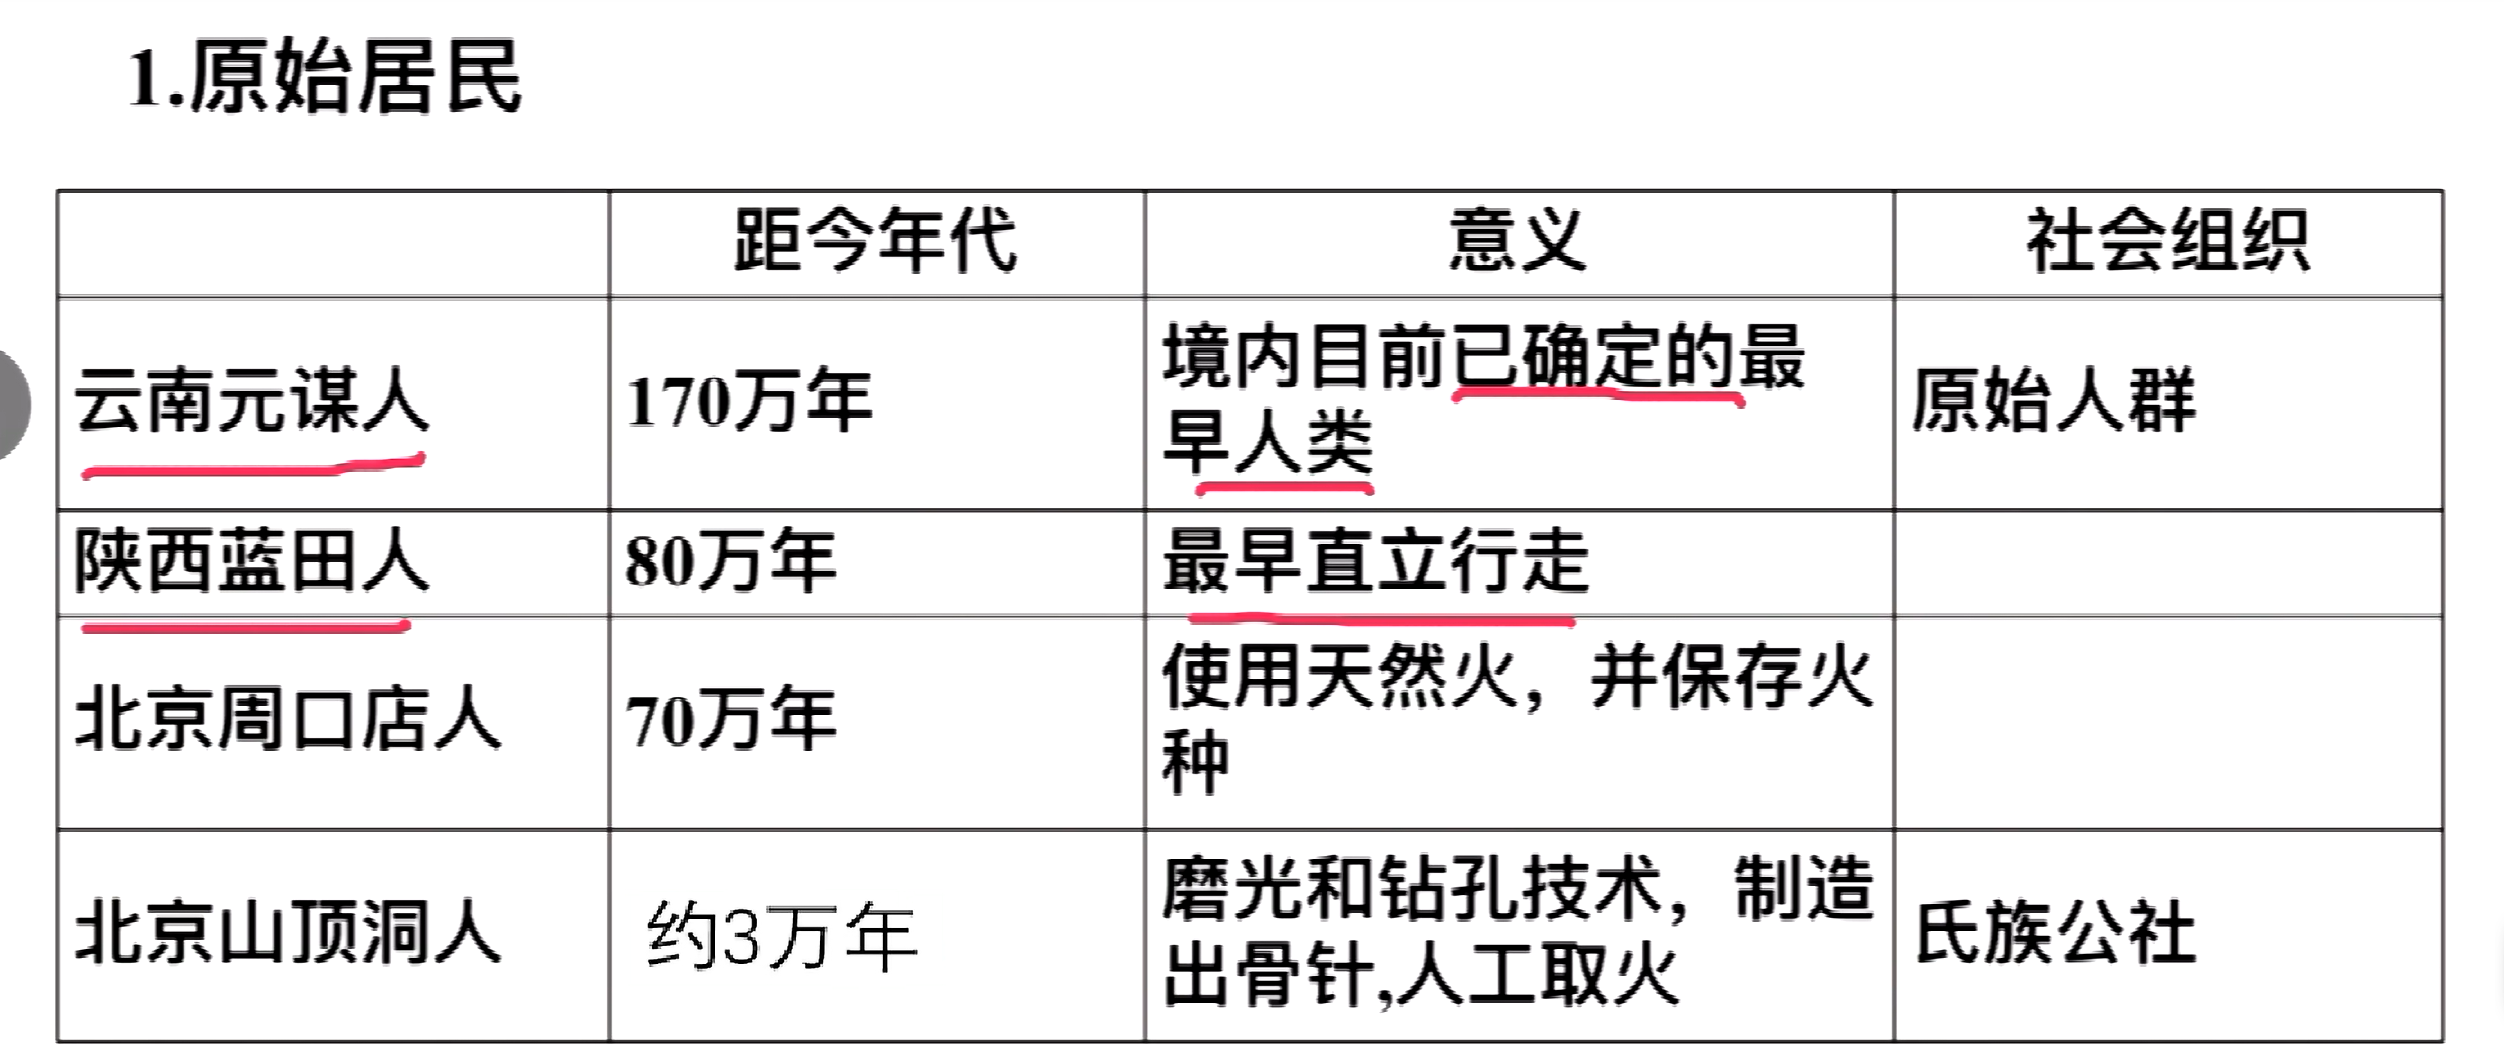 1.原始居民
距今年代 意义 社会组织
云南元谋人 170万年 境内目前已确定的最
早人类 原始人群
陕西蓝田人 80万年 最早直立行走
北京周口店人 70万年 使用天然火，并保存火
种
北京山顶洞人 约3万年 磨光和钻孔技术，制造
出骨针,人工取火 氏族公社